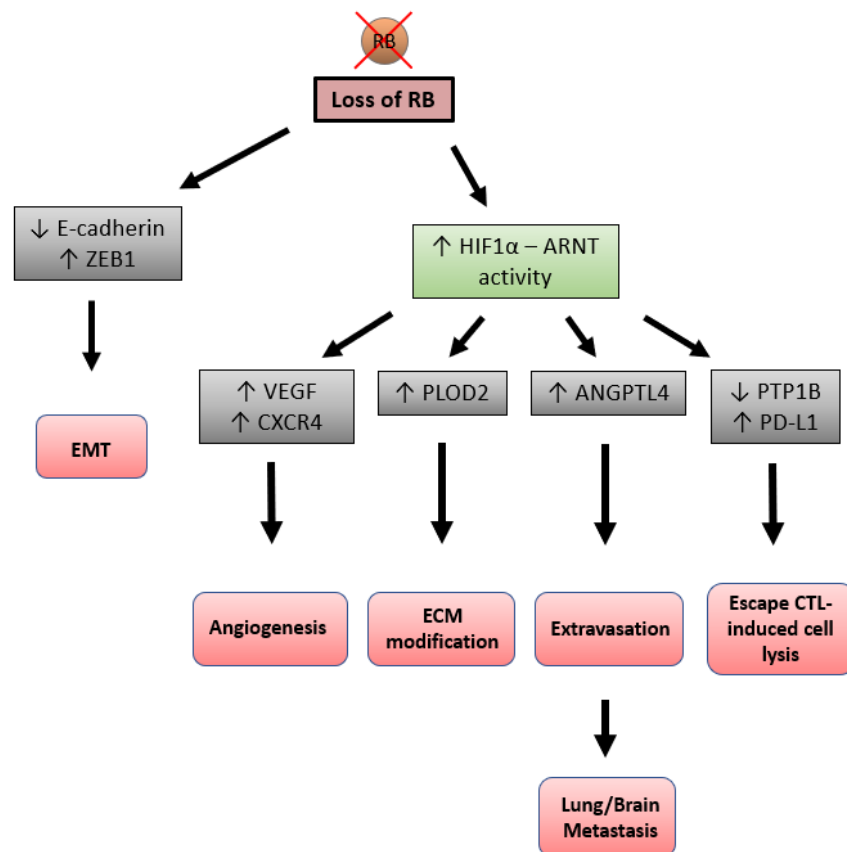 RB
Loss of RB
↓ E-cadherin
↑ ZEB1
↑ HIF1α – ARNT
activity
↑ VEGF
↑ CXCR4
↑ PLOD2
↑ ANGPTL4
↓ PTP1B
↑ PD-L1
EMT
Angiogenesis
ECM
modification
Extravasation
Escape CTL-
induced cell
lysis
Lung/Brain
Metastasis